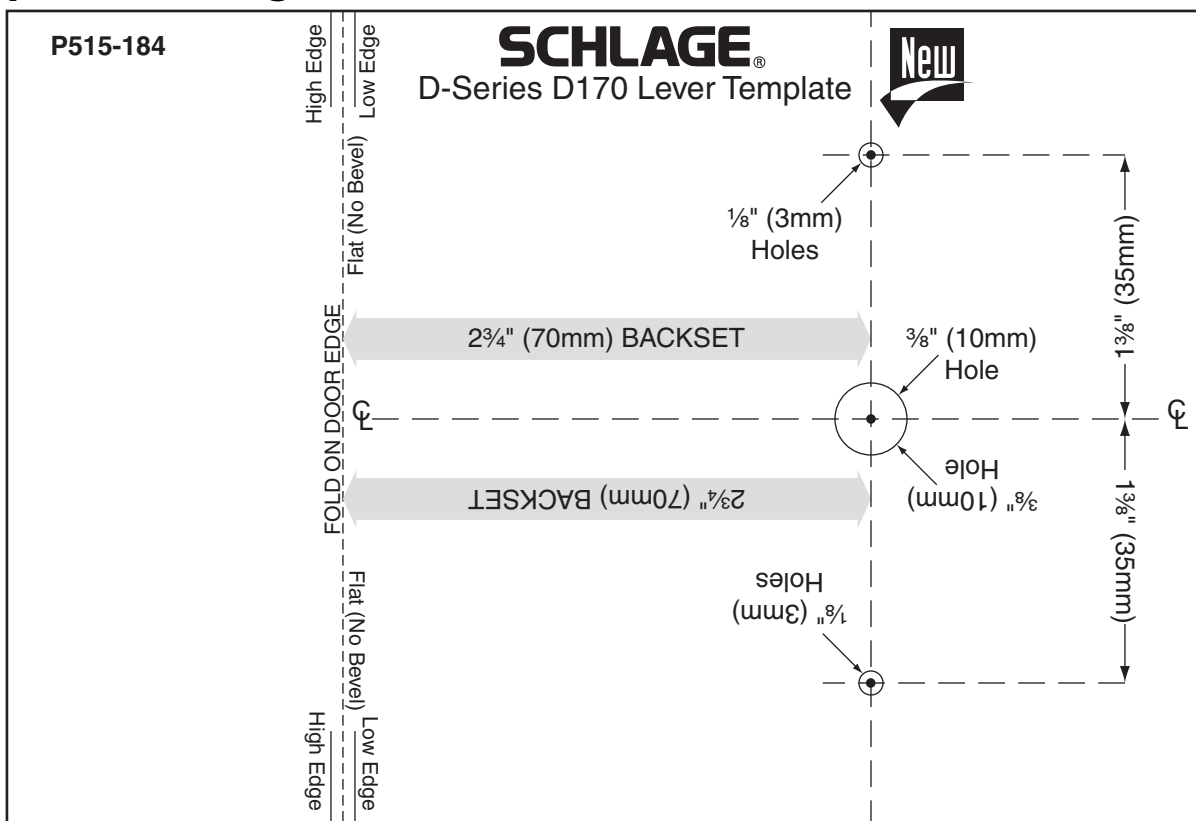 P515-184
High Edge
Low Edge
SCHLAGE®
D-Series D170 Lever Template
New
Flat (No Bevel)
⅛" (3mm)
Holes
1⅜" (35mm)
FOLD ON DOOR EDGE
2¾" (70mm) BACKSET
⅜" (10mm)
Hole
℄
℄
2¾" (70mm) BACKSET
⅜" (10mm)
Hole
1⅜" (35mm)
⅛" (3mm)
Holes
Flat (No Bevel)
High Edge
Low Edge